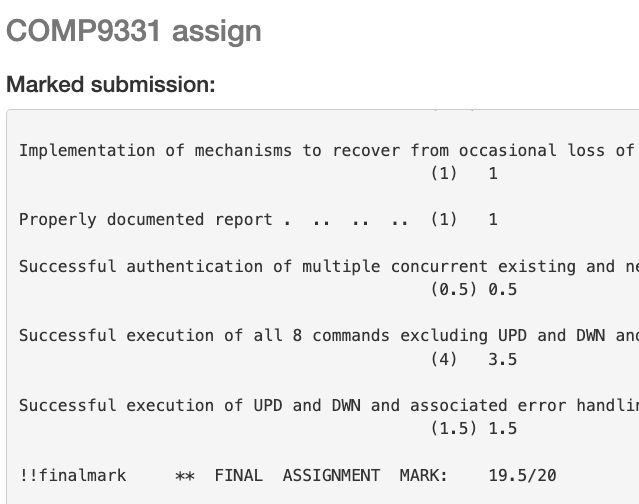 COMP9331 assign
Marked submission:
Implementation of mechanisms to recover from occasional loss of
(1) 1
Properly documented report . .. .. .. (1) 1
Successful authentication of multiple concurrent existing and
(0.5) 0.5
Successful execution of all 8 commands excluding UPD and DWN and
(4) 3.5
Successful execution of UPD and DWN and associated error
(1.5) 1.5
!!finalmark ** FINAL ASSIGNMENT MARK: 19.5/20